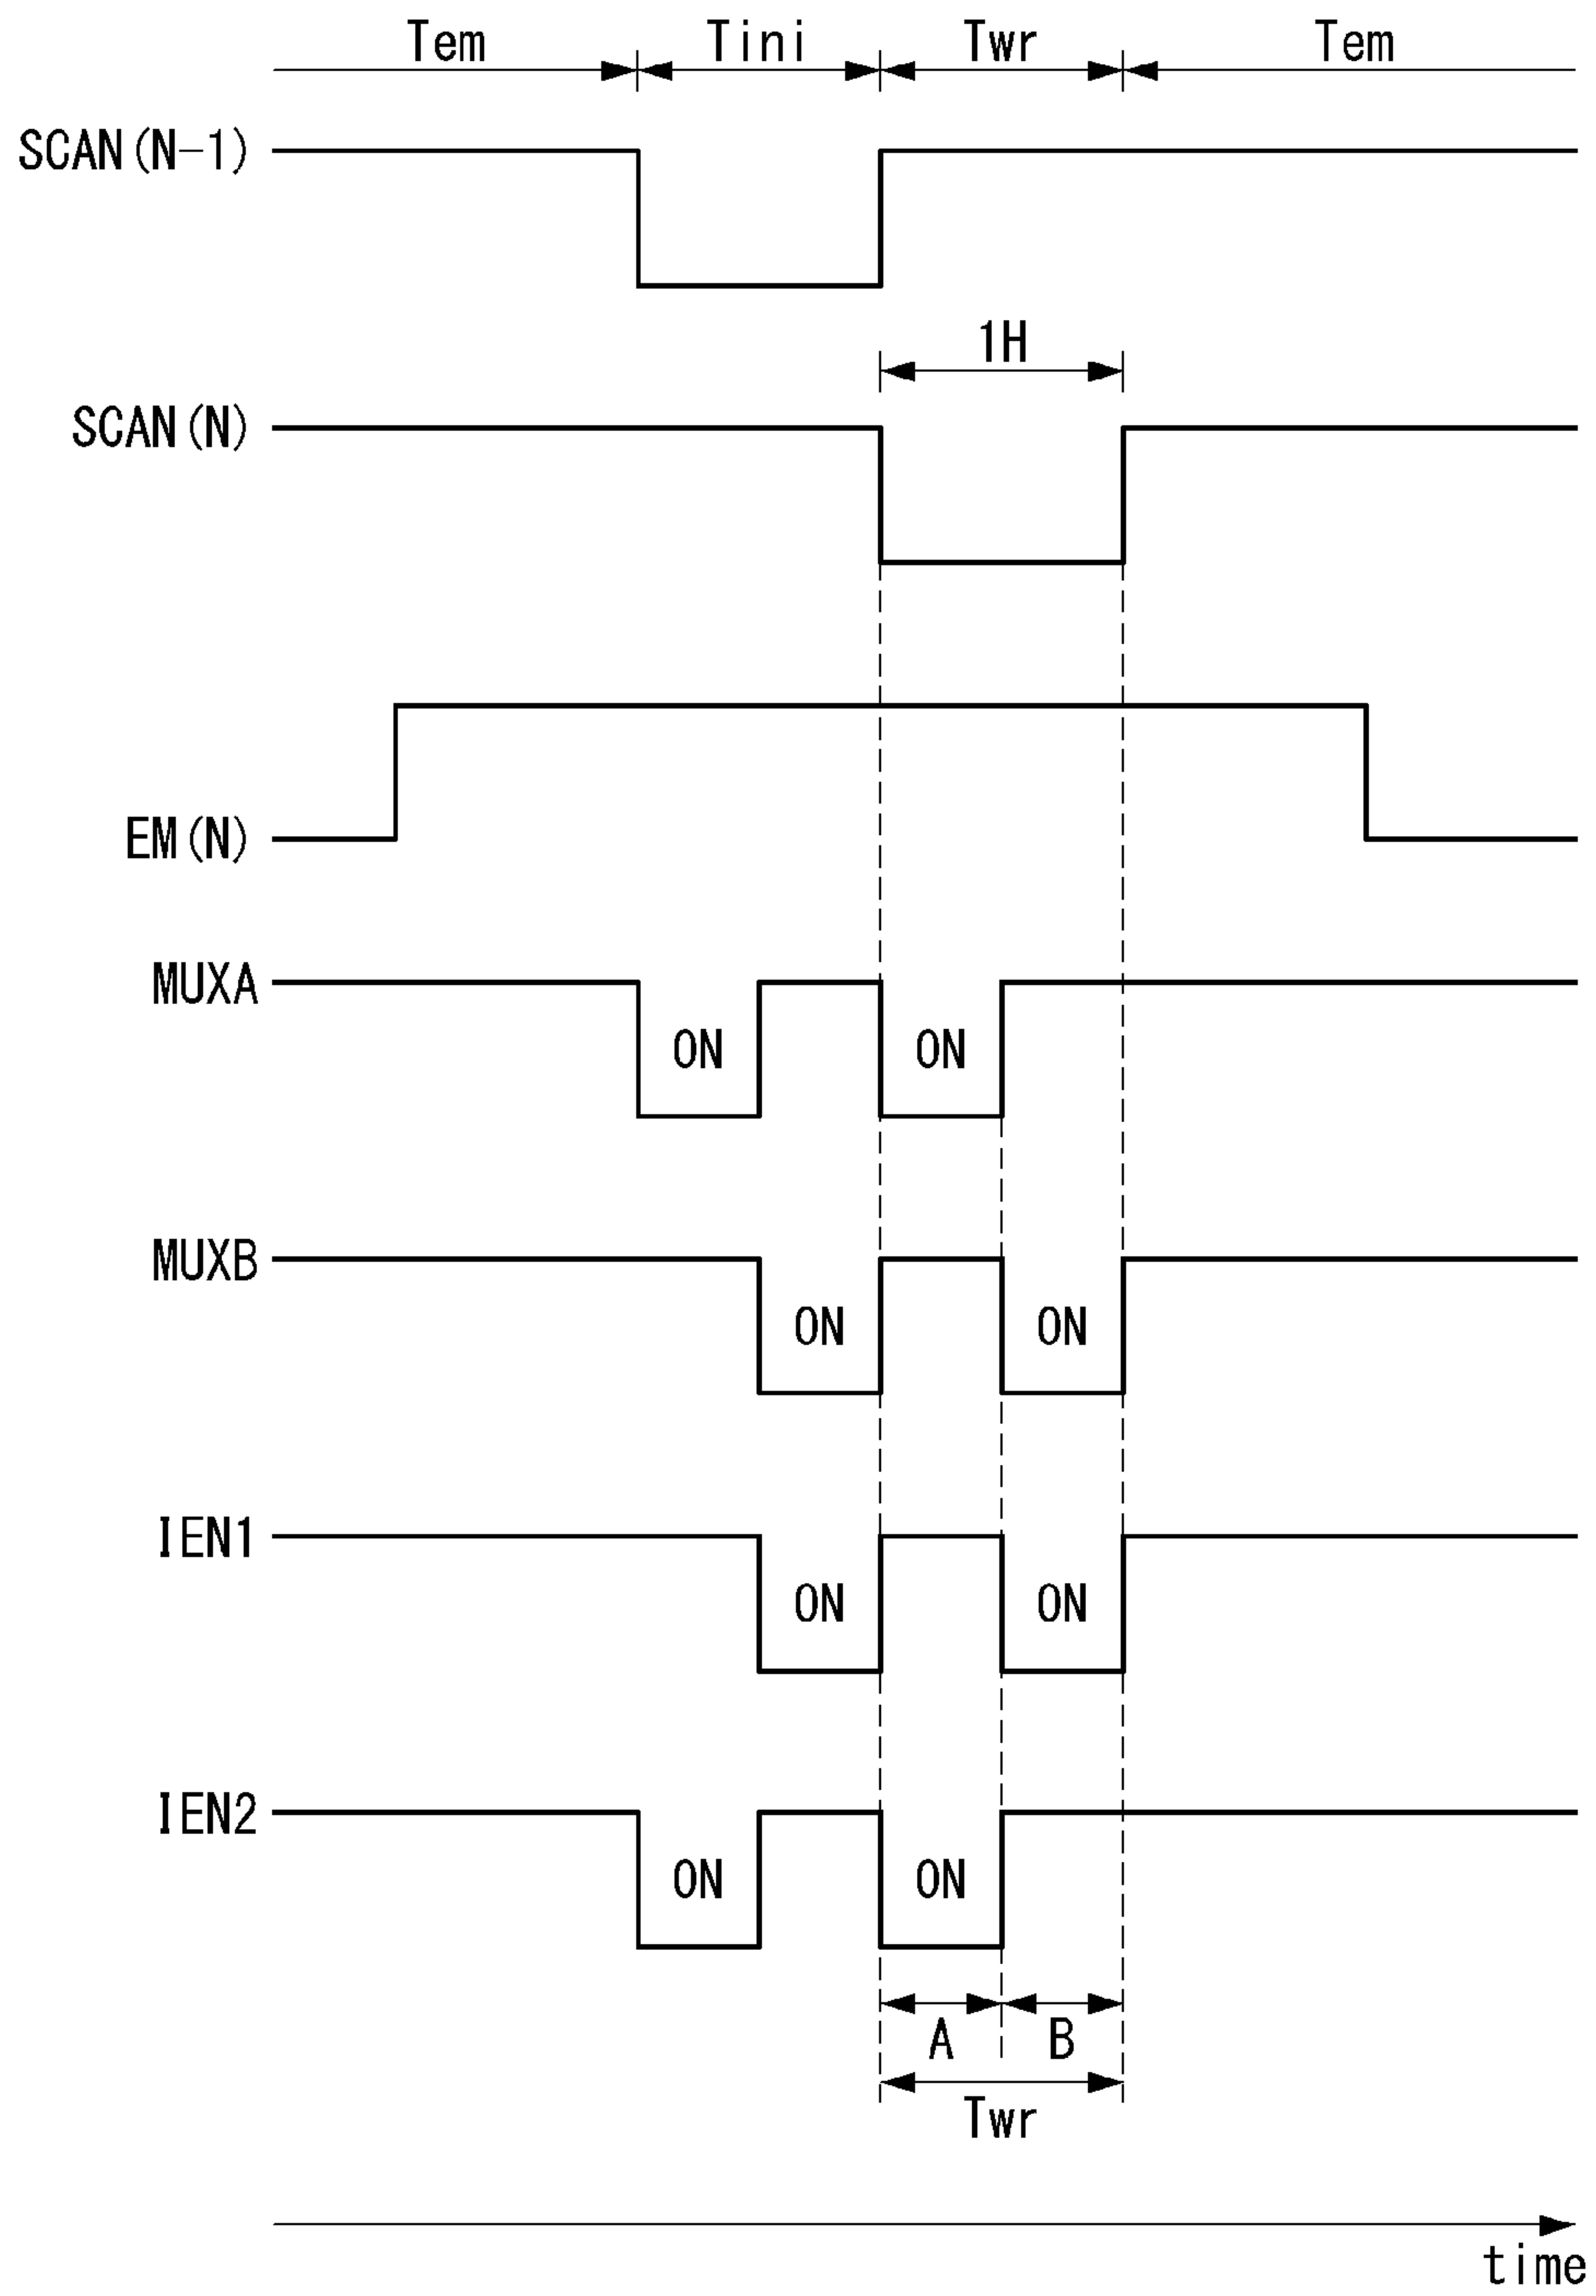 Tem Tini Twr Tem
SCAN(N-1)
1H
SCAN(N)
EM(N)
MUXA
ON ON
MUXB
ON ON
IEN1
ON ON
IEN2
ON ON
A B
Twr
time